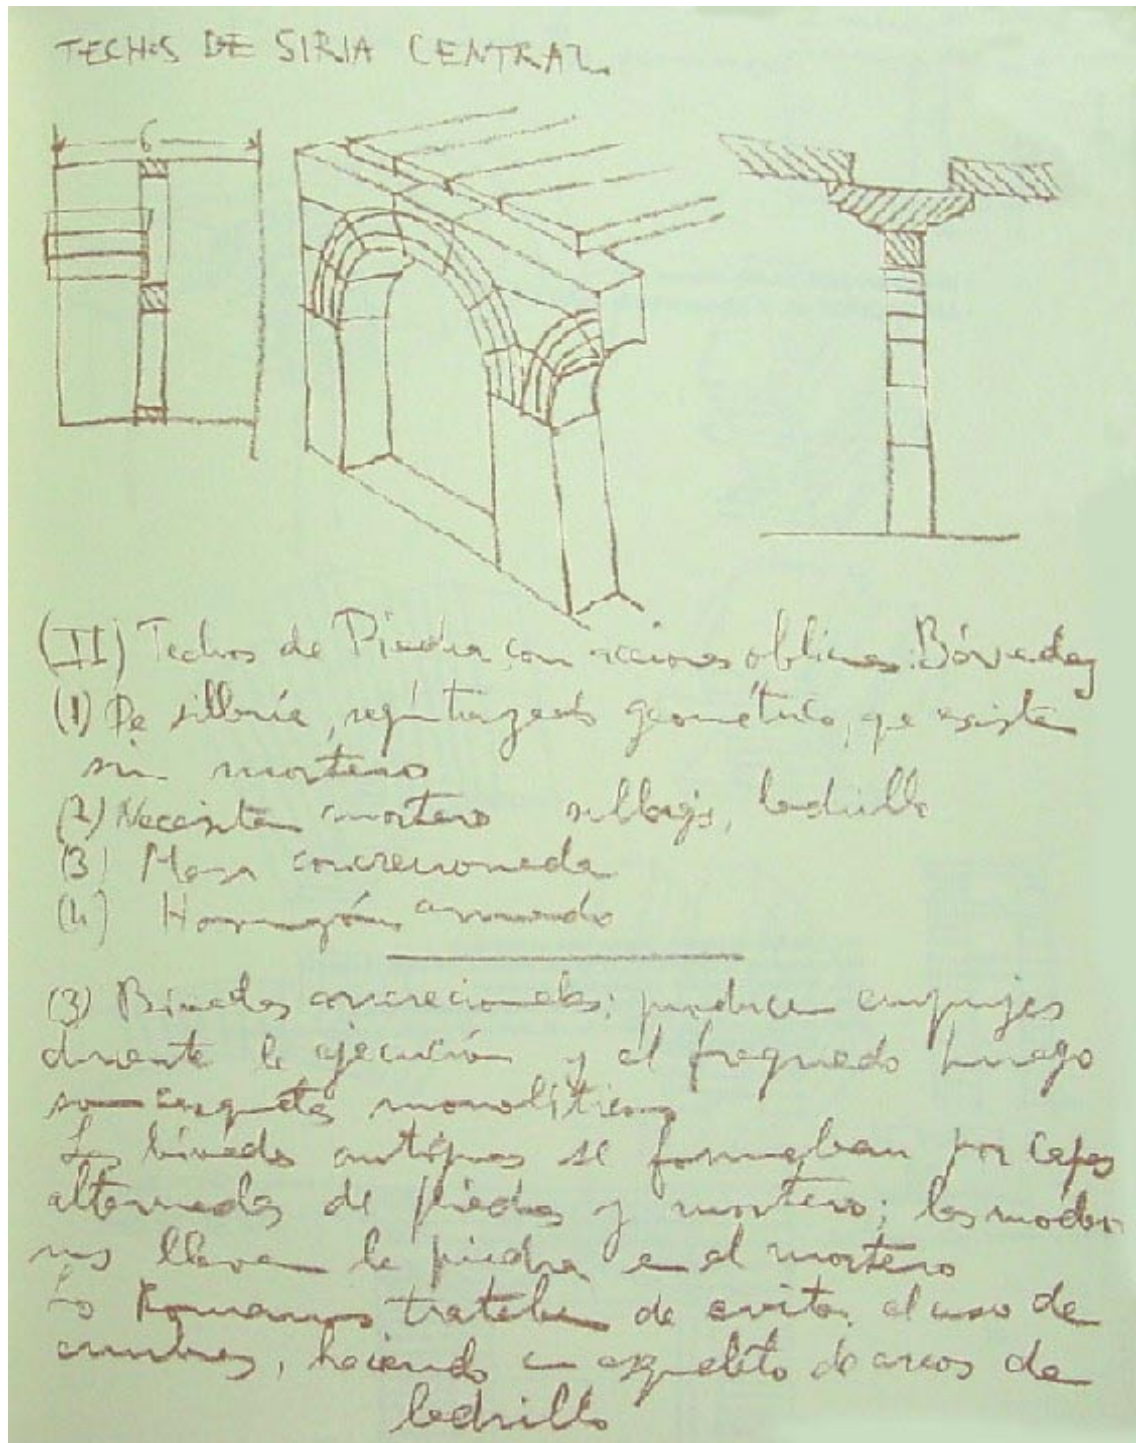 TECHOS DE SIRIA CENTRAL
6
(II) Techos de Piedra con acciones oblicuas: Bóvedas
(1) De sillería, según trazado geométrico, que existen
sin mortero
(2) Necesitan mortero sillarejo, ladrillo
(3) Masa concrecionada
(4) Hormigón armado
(3) Bóvedas concrecionadas: producen empujes
durante la ejecución y el fraguado luego
son casquetes monolíticos
Las bóvedas antiguas se formaban por capas
alternadas de piedras y mortero; las moder
nas llevan la piedra en el mortero
Los Romanos trataban de evitar el uso de
cimbras, haciendo un esqueleto de arcos de
ladrillo